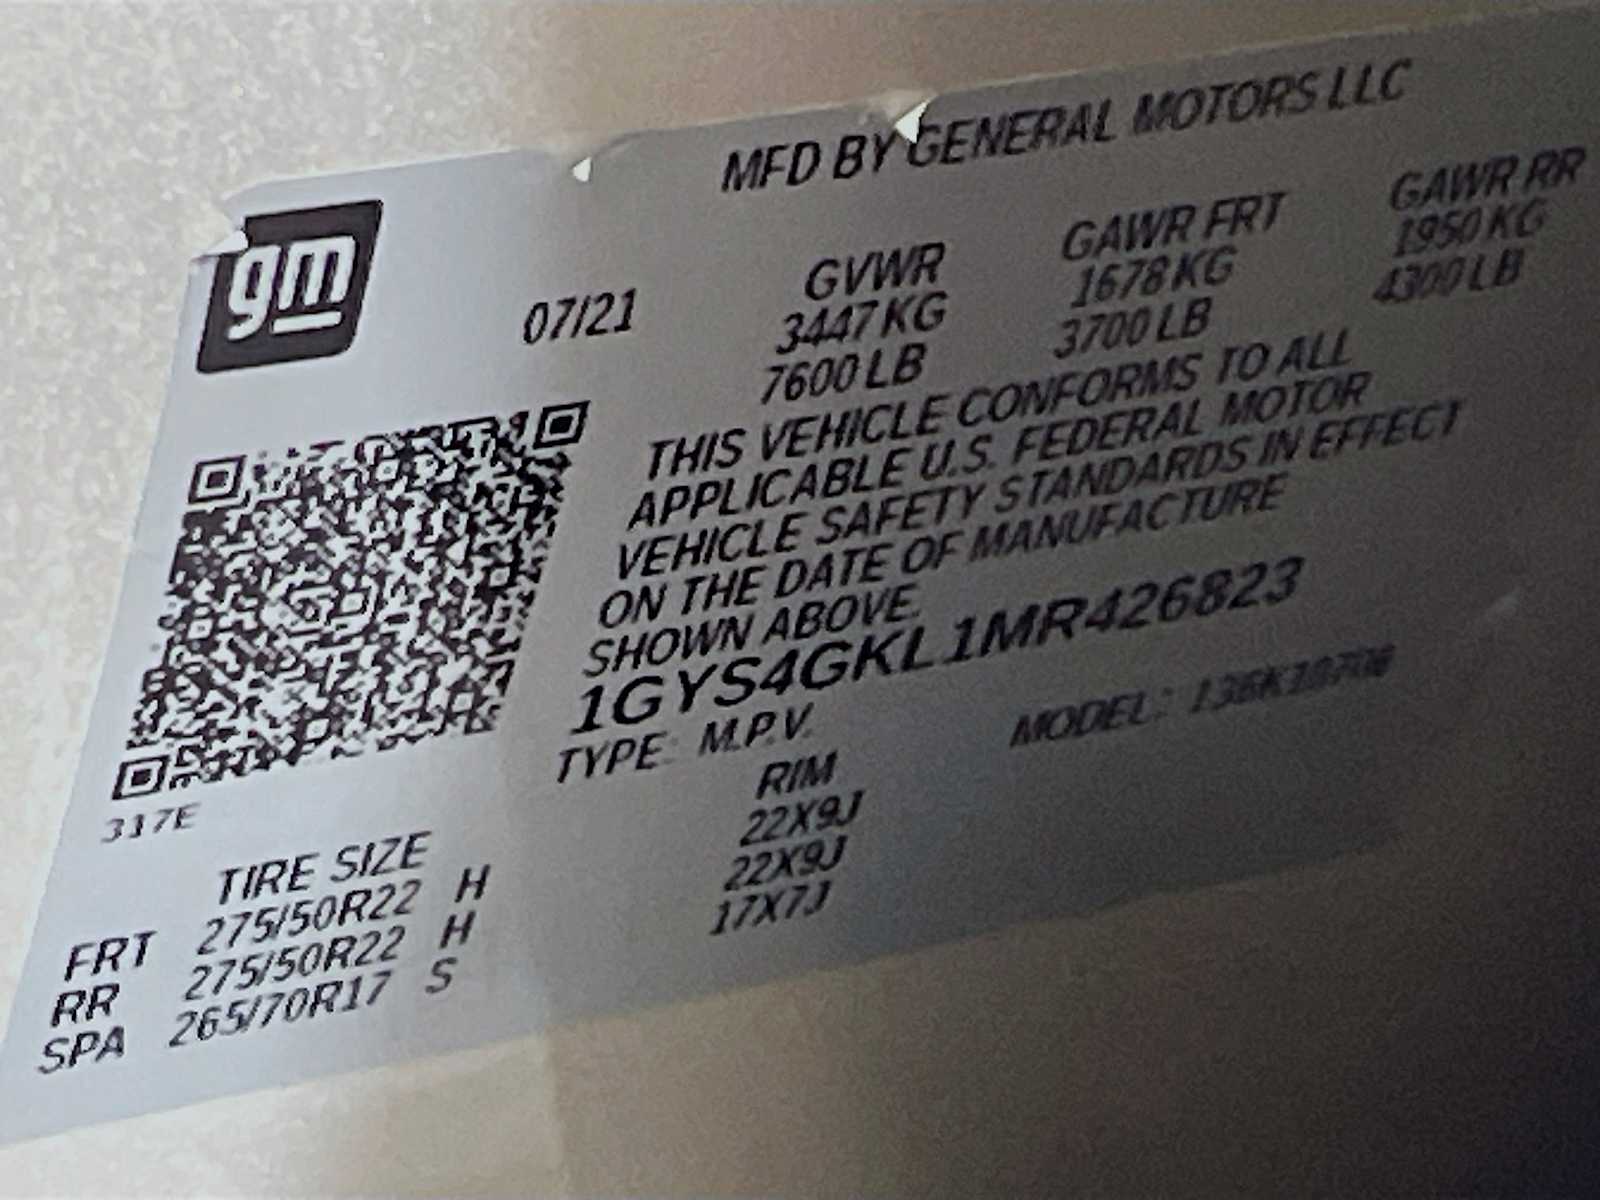 gm
MFD BY GENERAL MOTORS LLC
07/21 GVWR GAWR FRT GAWR RR
3447 KG 1678 KG 1950 KG
7600 LB 3700 LB 4300 LB
THIS VEHICLE CONFORMS TO ALL
APPLICABLE U.S. FEDERAL MOTOR
VEHICLE SAFETY STANDARDS IN EFFECT
ON THE DATE OF MANUFACTURE
SHOWN ABOVE.
1GYS4GKL1MR426823
TYPE: M.P.V. MODEL:
317E
TIRE SIZE RIM
FRT 275/50R22 H 22X9J
RR 275/50R22 H 22X9J
SPA 265/70R17 S 17X7J